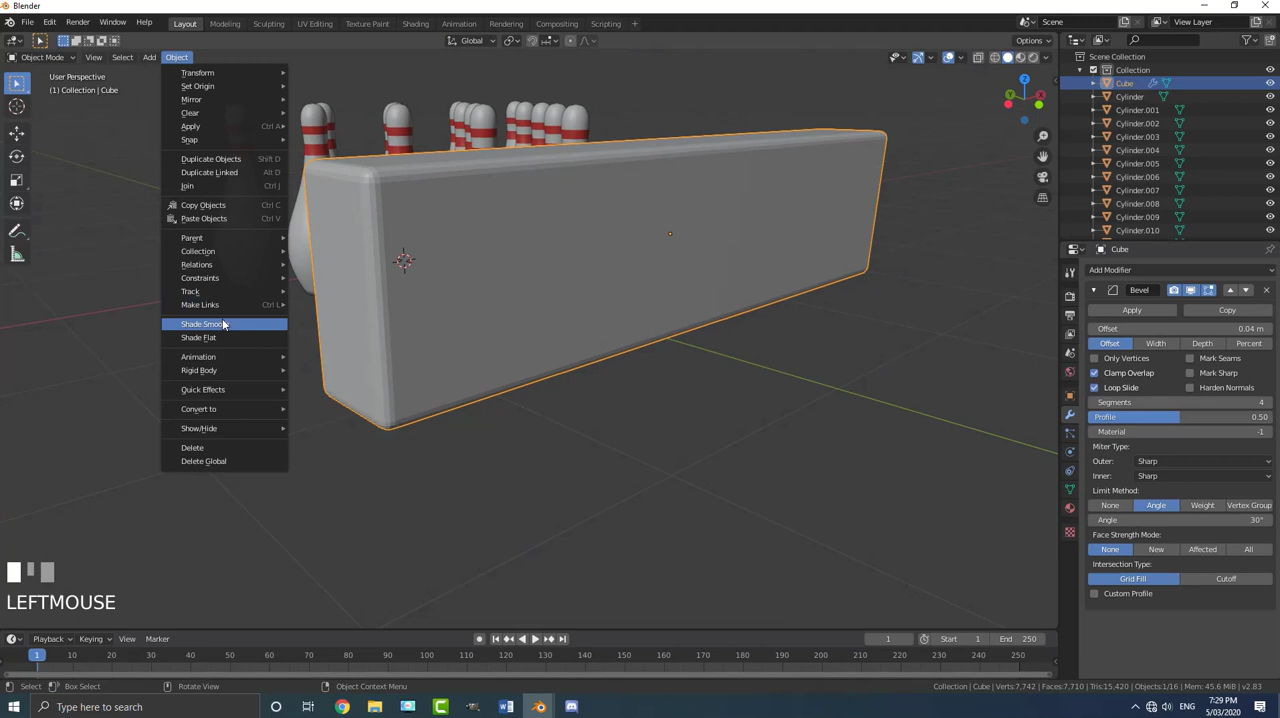 Blender
File Edit Render Window Help
Layout Modeling Sculpting UV Editing Texture Paint Shading Animation Rendering Compositing Scripting +
Scene View Layer
Global Options
Object Mode View Select Add Object
User Perspective
(1) Collection | Cube
Transform
Set Origin
Mirror
Clear
Apply Ctrl A
Snap
Duplicate Objects Shift D
Duplicate Linked Alt D
Join Ctrl J
Copy Objects Ctrl C
Paste Objects Ctrl V
Parent
Collection
Relations
Constraints
Track
Make Links Ctrl L
Shade Smoo
Shade Flat
Animation
Rigid Body
Quick Effects
Convert to
Show/Hide
Delete
Delete Global
Z
Y
X
LEFTMOUSE
Scene Collection
Collection
Cube
Cylinder
Cylinder.001
Cylinder.002
Cylinder.003
Cylinder.004
Cylinder.005
Cylinder.006
Cylinder.007
Cylinder.008
Cylinder.009
Cylinder.010
Cube
Add Modifier
Bevel
Apply Copy
Offset 0.04 m
Offset Width Depth Percent
Only Vertices Mark Seams
Clamp Overlap Mark Sharp
Loop Slide Harden Normals
Segments 4
Profile 0.50
Material -1
Miter Type:
Outer: Sharp
Inner: Sharp
Limit Method:
None Angle Weight Vertex Group
Angle 30°
Face Strength Mode:
None New Affected All
Intersection Type:
Grid Fill Cutoff
Custom Profile
Playback Keying View Marker 1 Start 1 End 250
1 10 20 30 40 50 60 70 80 90 100 110 120 130 140 150 160 170 180 190 200 210 220 230 240 250
Select Box Select Rotate View Object Context Menu Collection | Cube | Verts:7,742 | Faces:7,710 | Tris:15,420 | Objects:1/16 | Mem: 45.6 MiB | v2.83
Type here to search
7:29 PM
5/03/2020